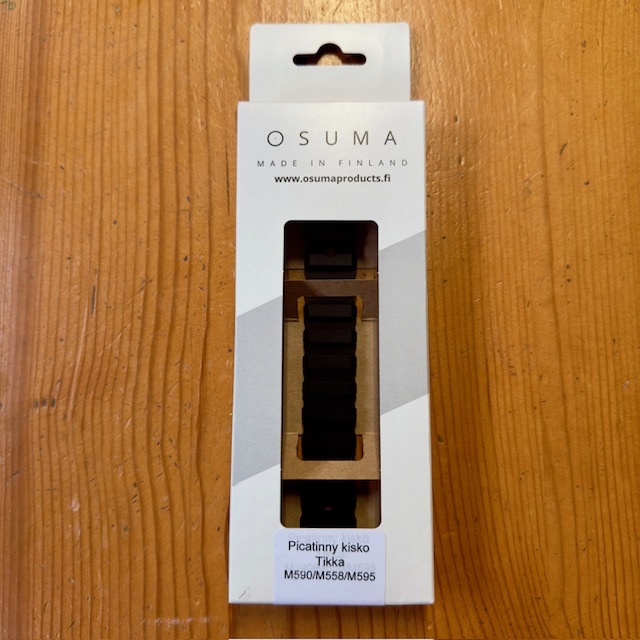 OSUMA
MADE IN FINLAND
www.osumaproducts.fi
Picatinny kisko
Tikka
M590/M558/M595